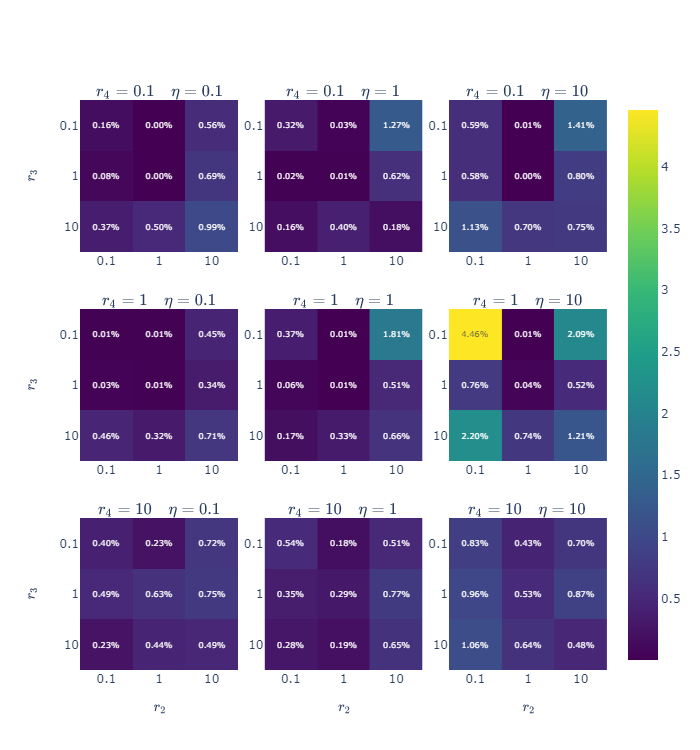 r₄ = 0.1 η = 0.1 r₄ = 0.1 η = 1 r₄ = 0.1 η = 10
0.1 0.16% 0.00% 0.56% 0.1 0.32% 0.03% 1.27% 0.1 0.59% 0.01% 1.41%
r₃ 1 0.08% 0.00% 0.69% 1 0.02% 0.01% 0.62% 1 0.58% 0.00% 0.80%
10 0.37% 0.50% 0.99% 10 0.16% 0.40% 0.18% 10 1.13% 0.70% 0.75%
0.1 1 10 0.1 1 10 0.1 1 10
r₄ = 1 η = 0.1 r₄ = 1 η = 1 r₄ = 1 η = 10
0.1 0.01% 0.01% 0.45% 0.1 0.37% 0.01% 1.81% 0.1 4.46% 0.01% 2.09%
r₃ 1 0.03% 0.01% 0.34% 1 0.06% 0.01% 0.51% 1 0.76% 0.04% 0.52%
10 0.46% 0.32% 0.71% 10 0.17% 0.33% 0.66% 10 2.20% 0.74% 1.21%
0.1 1 10 0.1 1 10 0.1 1 10
r₄ = 10 η = 0.1 r₄ = 10 η = 1 r₄ = 10 η = 10
0.1 0.40% 0.23% 0.72% 0.1 0.54% 0.18% 0.51% 0.1 0.83% 0.43% 0.70%
r₃ 1 0.49% 0.63% 0.75% 1 0.35% 0.29% 0.77% 1 0.96% 0.53% 0.87%
10 0.23% 0.44% 0.49% 10 0.28% 0.19% 0.65% 10 1.06% 0.64% 0.48%
0.1 1 10 0.1 1 10 0.1 1 10
r₂ r₂ r₂
4
3.5
3
2.5
2
1.5
1
0.5